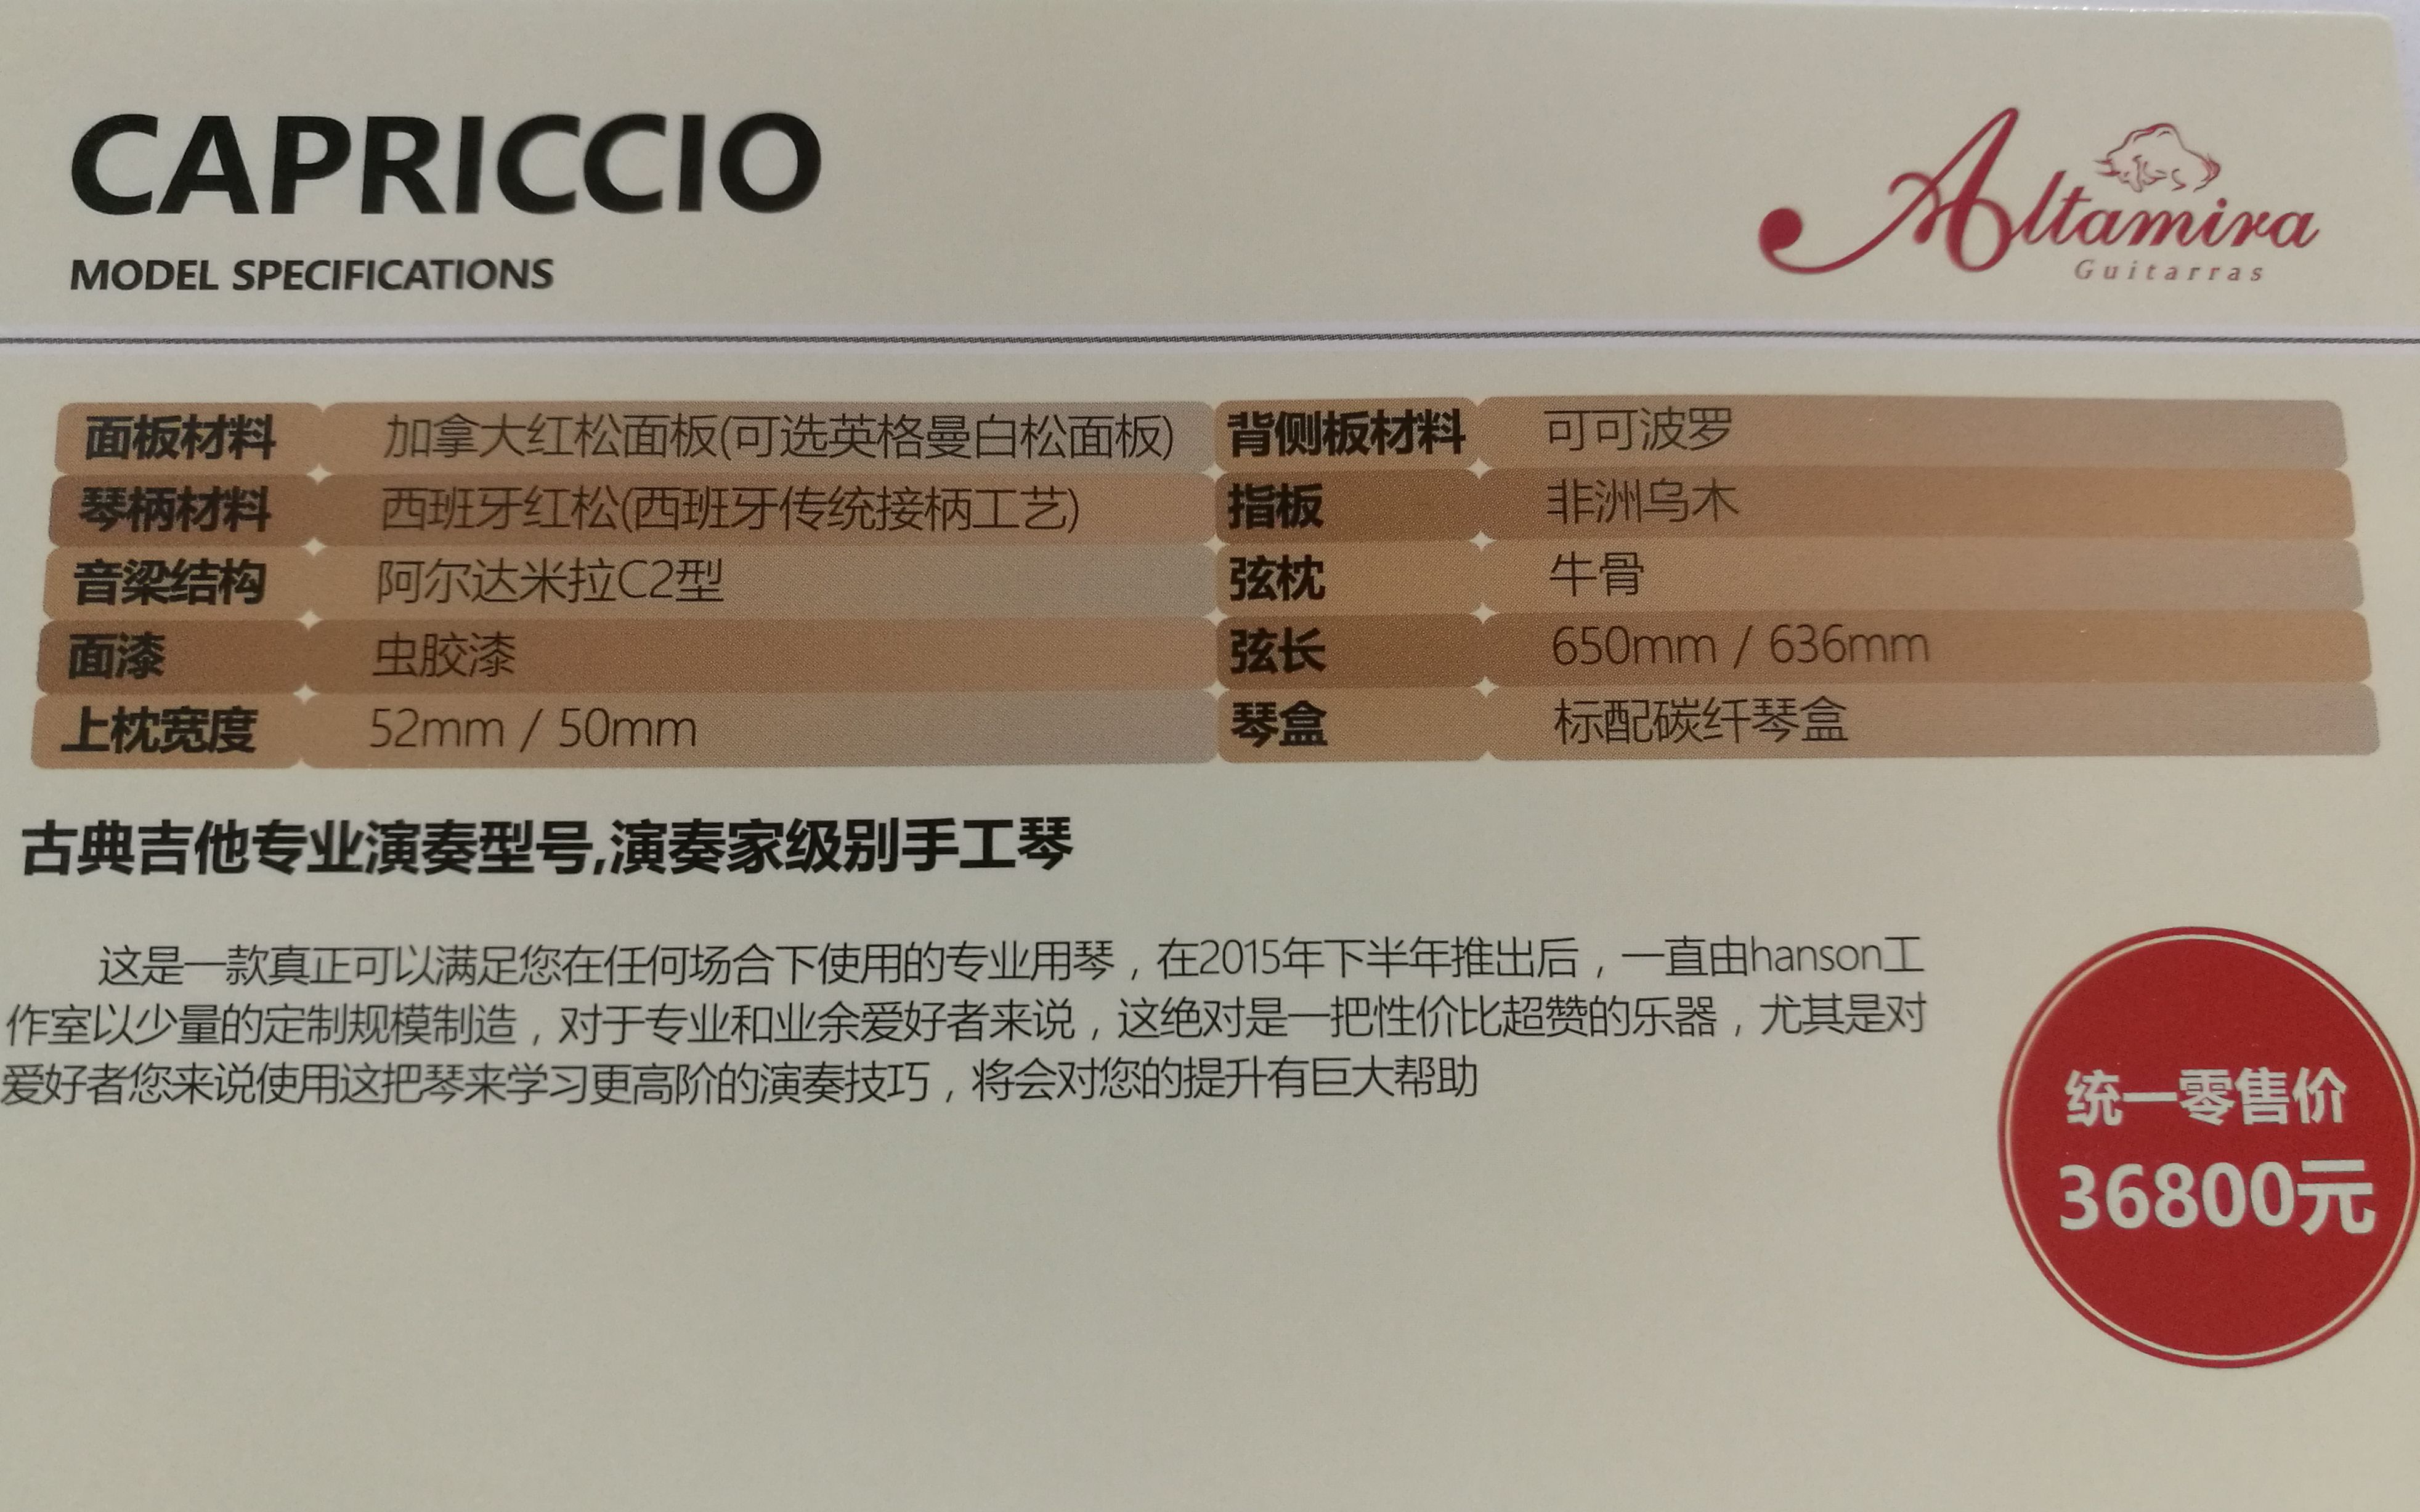 CAPRICCIO
MODEL SPECIFICATIONS
Altamira
Guitarras
面板材料 加拿大红松面板(可选英格曼白松面板) 背侧板材料 可可波罗
琴柄材料 西班牙红松(西班牙传统接柄工艺) 指板 非洲乌木
音梁结构 阿尔达米拉C2型 弦枕 牛骨
面漆 虫胶漆 弦长 650mm / 636mm
上枕宽度 52mm / 50mm 琴盒 标配碳纤琴盒
古典吉他专业演奏型号,演奏家级别手工琴
这是一款真正可以满足您在任何场合下使用的专业用琴，在2015年下半年推出后，一直由hanson工
作室以少量的定制规模制造，对于专业和业余爱好者来说，这绝对是一把性价比超赞的乐器，尤其是对
爱好者您来说使用这把琴来学习更高阶的演奏技巧，将会对您的提升有巨大帮助
统一零售价
36800元